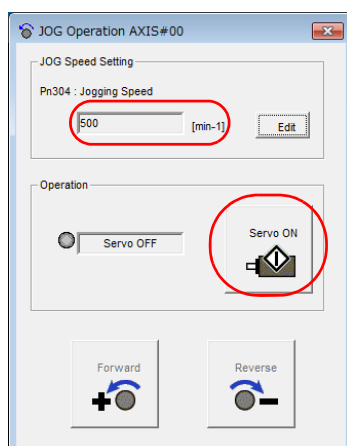 JOG Operation AXIS#00
JOG Speed Setting
Pn304 : Jogging Speed
500 [min-1] Edit
Operation
Servo OFF
Servo ON
Forward Reverse